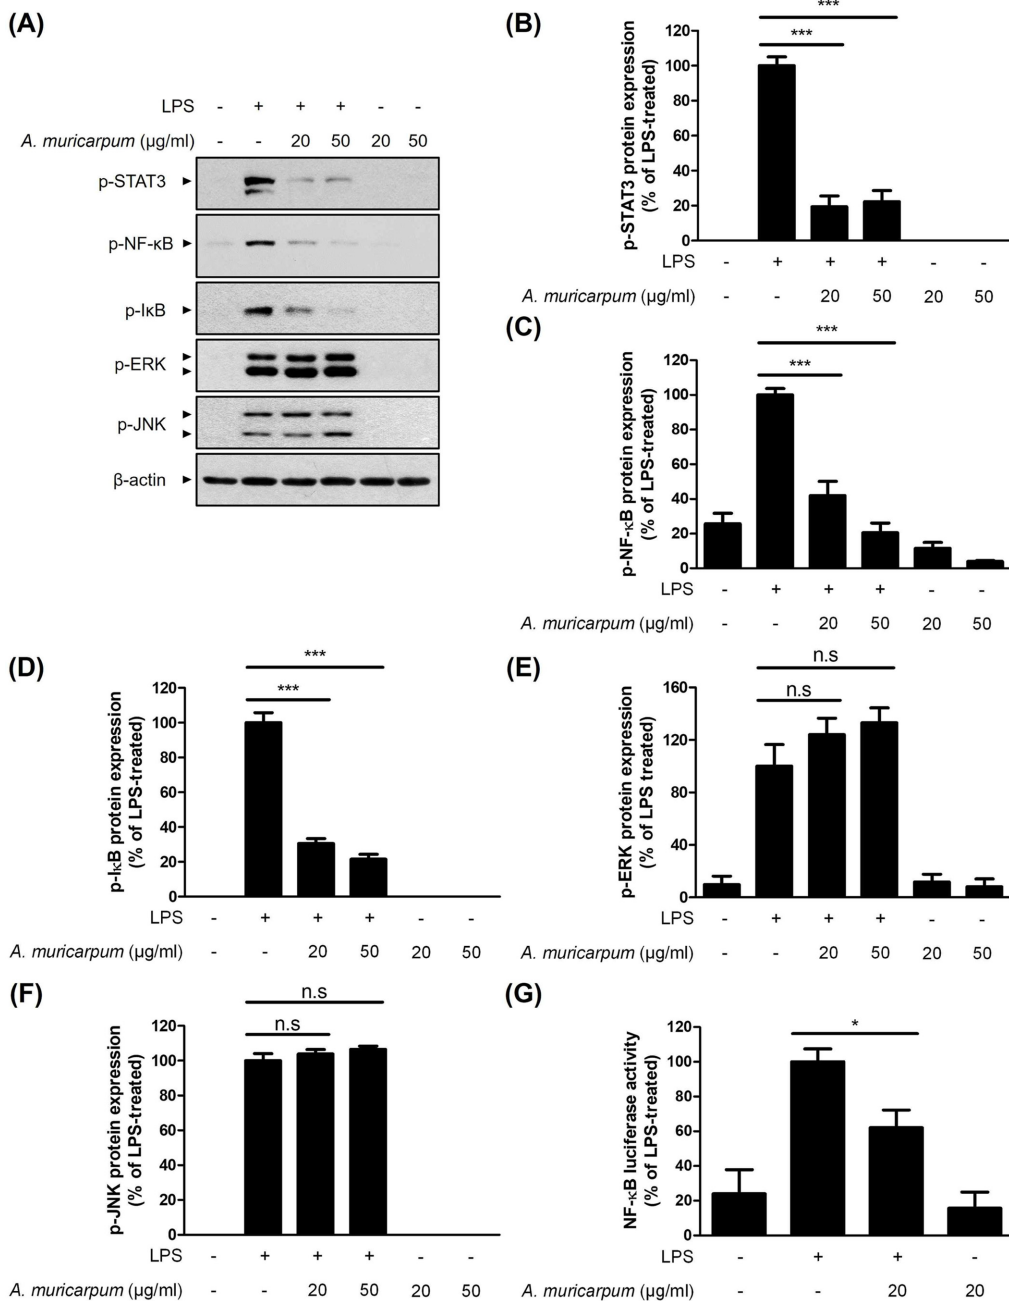 (A)
LPS - + + + - -
A. muricarpum (μg/ml) - - 20 50 20 50
p-STAT3
p-NF-κB
p-IκB
p-ERK
p-JNK
β-actin
(B)
p-STAT3 protein expression
(% of LPS-treated)
120
100
80
60
40
20
0
***
***
LPS - + + + - -
A. muricarpum (μg/ml) - - 20 50 20 50
(C)
p-NF-κB protein expression
(% of LPS-treated)
120
100
80
60
40
20
0
***
***
LPS - + + + - -
A. muricarpum (μg/ml) - - 20 50 20 50
(D)
p-IκB protein expression
(% of LPS-treated)
120
100
80
60
40
20
0
***
***
LPS - + + + - -
A. muricarpum (μg/ml) - - 20 50 20 50
(E)
p-ERK protein expression
(% of LPS treated)
160
120
80
40
0
n.s
n.s
LPS - + + + - -
A. muricarpum (μg/ml) - - 20 50 20 50
(F)
p-JNK protein expression
(% of LPS-treated)
120
100
80
60
40
20
0
n.s
n.s
LPS - + + + - -
A. muricarpum (μg/ml) - - 20 50 20 50
(G)
NF-κB luciferase activity
(% of LPS-treated)
120
100
80
60
40
20
0
*
LPS - + + -
A. muricarpum (μg/ml) - - 20 20